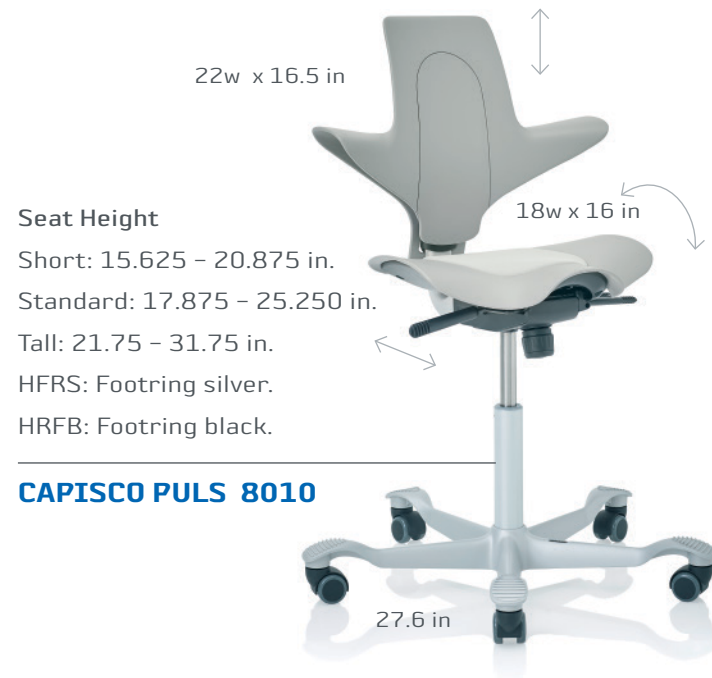 22w x 16.5 in
18w x 16 in
Seat Height
Short: 15.625 – 20.875 in.
Standard: 17.875 – 25.250 in.
Tall: 21.75 – 31.75 in.
HFRS: Footring silver.
HRFB: Footring black.
CAPISCO PULS 8010
27.6 in